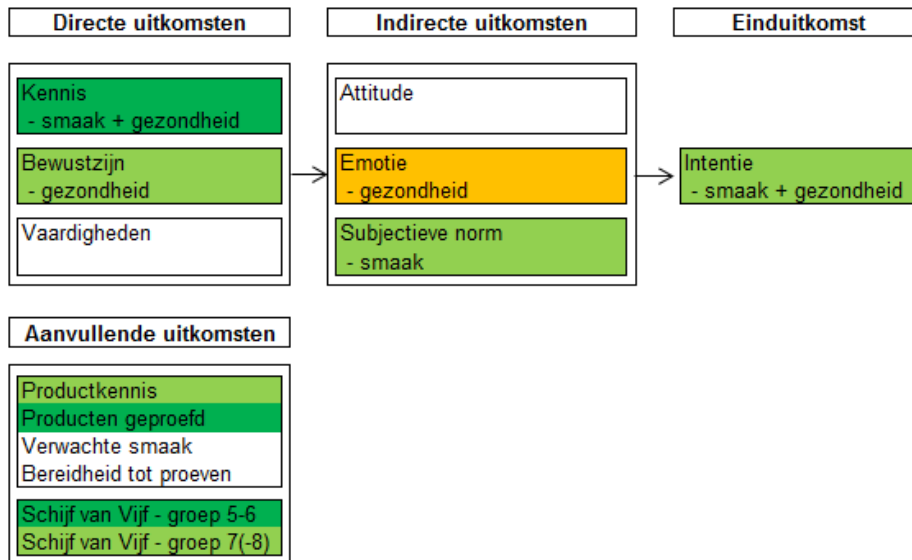 Directe uitkomsten
Indirecte uitkomsten
Einduitkomst
Kennis
- smaak + gezondheid
Bewustzijn
- gezondheid
Vaardigheden
Attitude
Emotie
- gezondheid
Subjectieve norm
- smaak
Intentie
- smaak + gezondheid
Aanvullende uitkomsten
Productkennis
Producten geproefd
Verwachte smaak
Bereidheid tot proeven
Schijf van Vijf - groep 5-6
Schijf van Vijf - groep 7(-8)